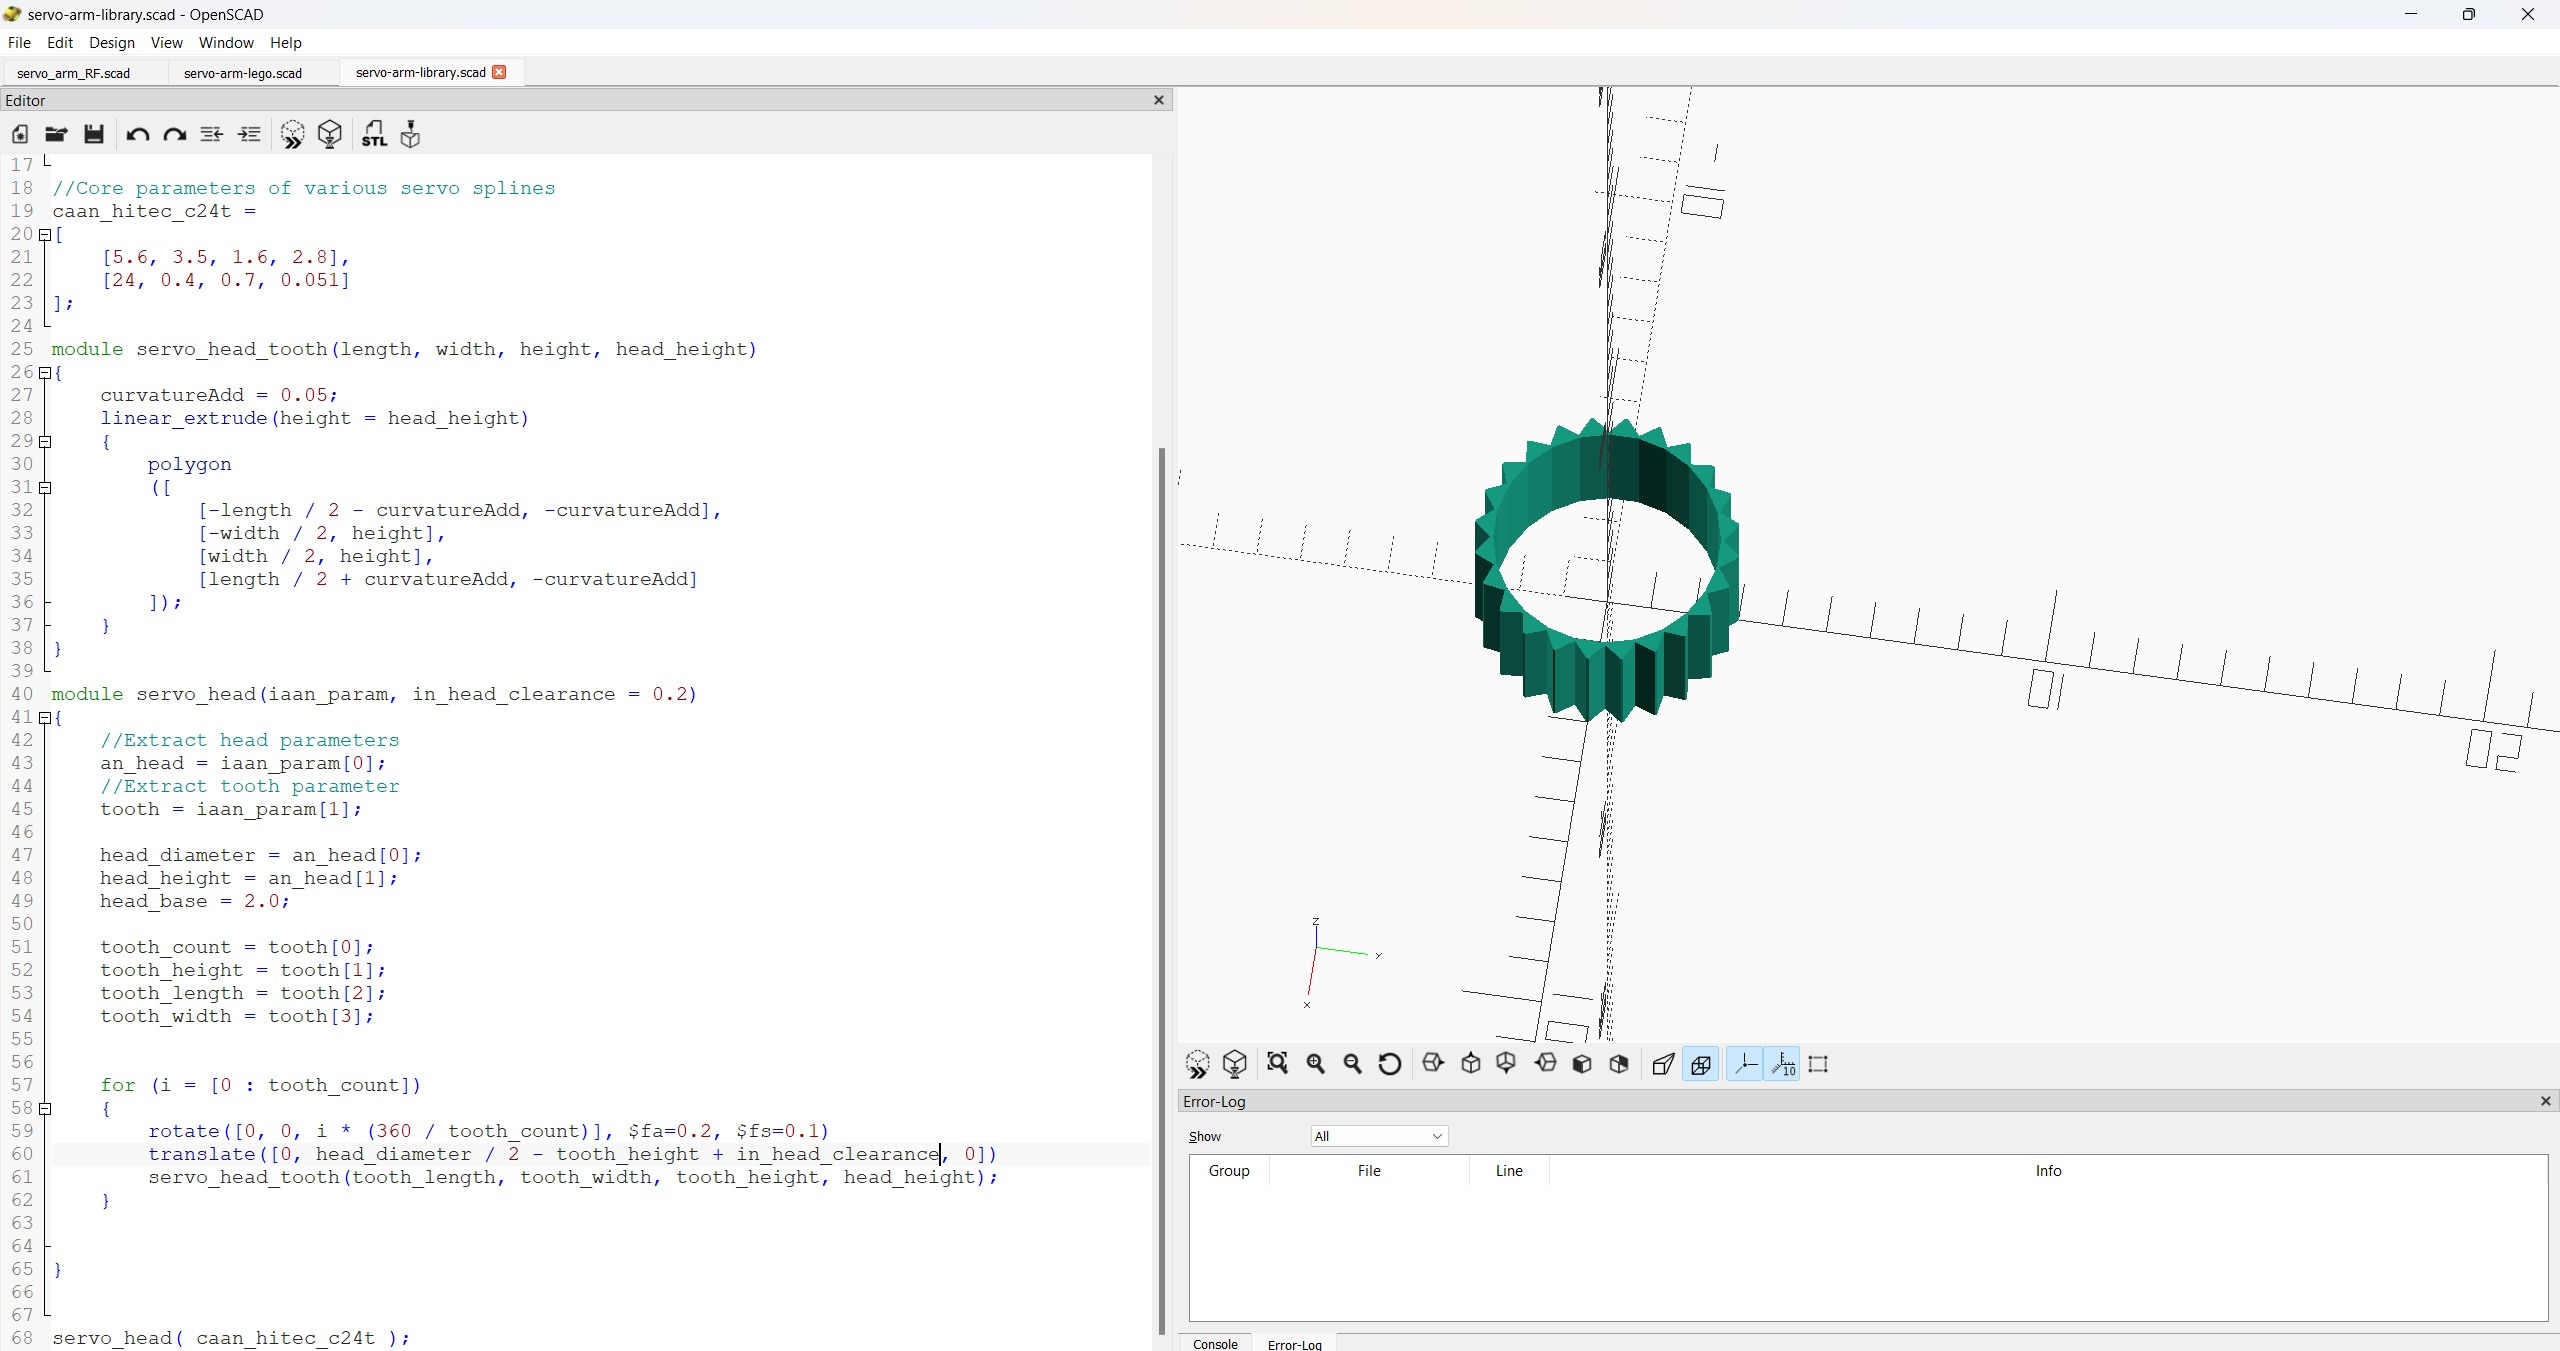 servo-arm-library.scad - OpenSCAD
File Edit Design View Window Help
servo_arm_RF.scad servo-arm-lego.scad servo-arm-library.scad
Editor
STL
17
18 //Core parameters of various servo splines
19 caan_hitec_c24t =
20 [
21 [5.6, 3.5, 1.6, 2.8],
22 [24, 0.4, 0.7, 0.051]
23 ];
24
25 module servo_head_tooth(length, width, height, head_height)
26 {
27 curvatureAdd = 0.05;
28 linear_extrude(height = head_height)
29 {
30 polygon
31 ([
32 [-length / 2 - curvatureAdd, -curvatureAdd],
33 [-width / 2, height],
34 [width / 2, height],
35 [length / 2 + curvatureAdd, -curvatureAdd]
36 ]);
37 }
38 }
39
40 module servo_head(iaan_param, in_head_clearance = 0.2)
41 {
42 //Extract head parameters
43 an_head = iaan_param[0];
44 //Extract tooth parameter
45 tooth = iaan_param[1];
46
47 head_diameter = an_head[0];
48 head_height = an_head[1];
49 head_base = 2.0;
50
51 tooth_count = tooth[0];
52 tooth_height = tooth[1];
53 tooth_length = tooth[2];
54 tooth_width = tooth[3];
55
56
57 for (i = [0 : tooth_count])
58 {
59 rotate([0, 0, i * (360 / tooth_count)], $fa=0.2, $fs=0.1)
60 translate([0, head_diameter / 2 - tooth_height + in_head_clearance, 0])
61 servo_head_tooth(tooth_length, tooth_width, tooth_height, head_height);
62 }
63
64
65 }
66
67
68 servo_head( caan_hitec_c24t );
10
20
z
y
x
10
Error-Log
Show All
Group File Line Info
Console Error-Log